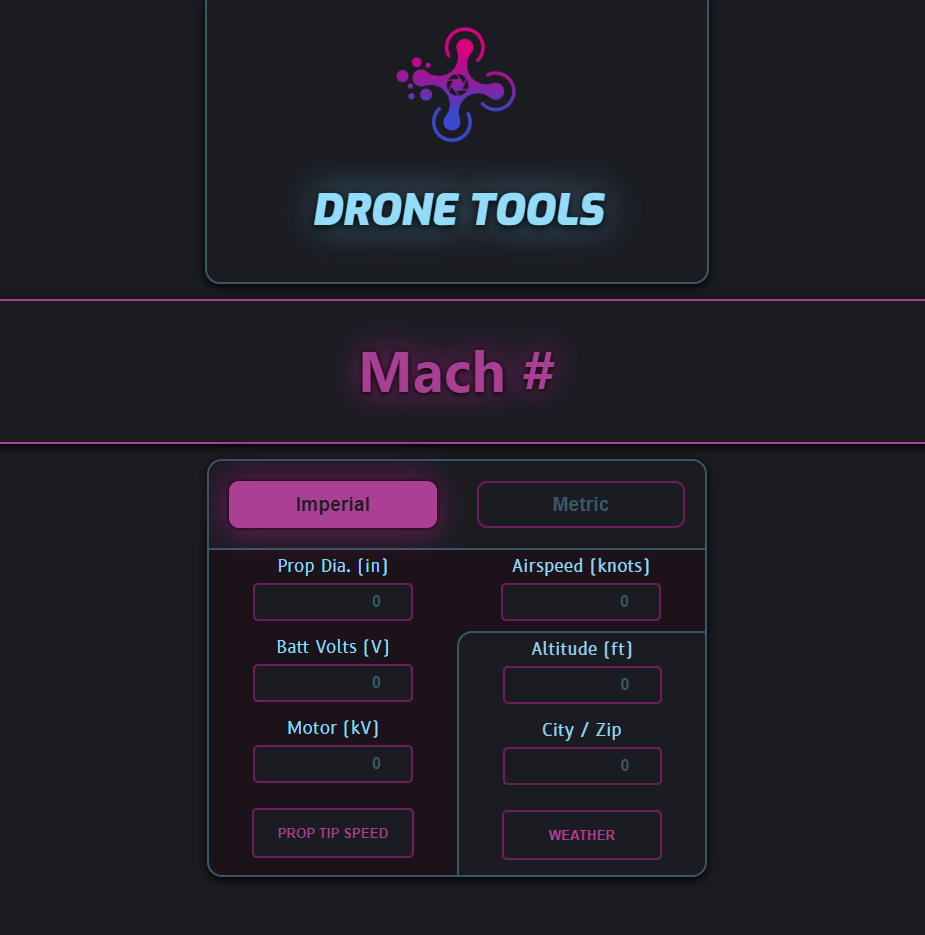 DRONE TOOLS
Mach #
Imperial
Metric
Prop Dia. (in)
0
Airspeed (knots)
0
Batt Volts (V)
0
Altitude (ft)
0
Motor (kV)
0
City / Zip
0
PROP TIP SPEED
WEATHER